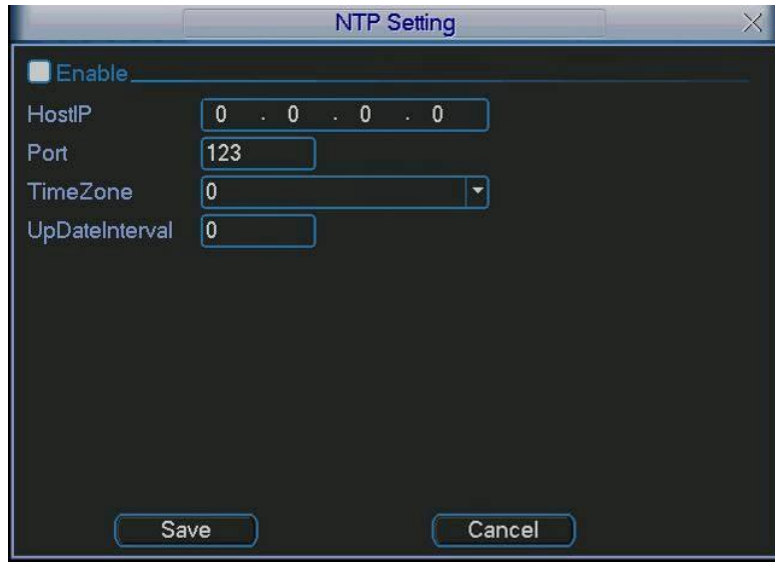 NTP Setting
Enable
HostIP 0 . 0 . 0 . 0
Port 123
TimeZone 0
UpDateInterval 0
Save Cancel